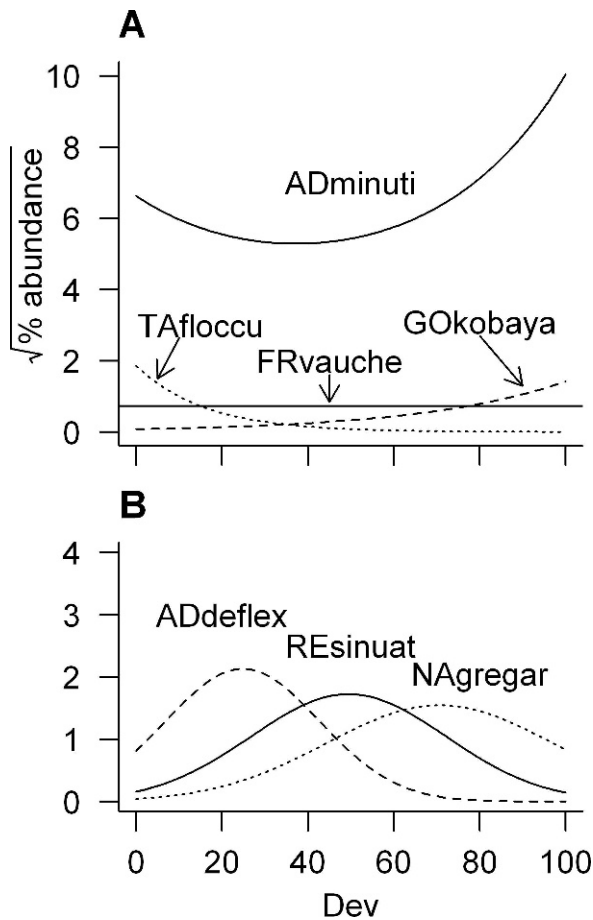 A
10
8
6
4
2
0
√% abundance
ADminuti
TAfloccu
GOkobaya
FRvauche
B
4
3
2
1
0
ADdeflex
REsinuat
NAgregar
0 20 40 60 80 100
Dev